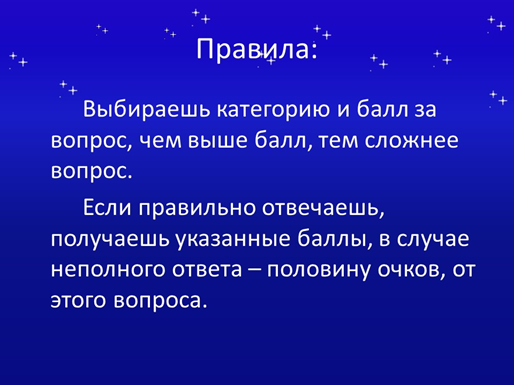 Правила:
Выбираешь категорию и балл за
вопрос, чем выше балл, тем сложнее
вопрос.
Если правильно отвечаешь,
получаешь указанные баллы, в случае
неполного ответа – половину очков, от
этого вопроса.